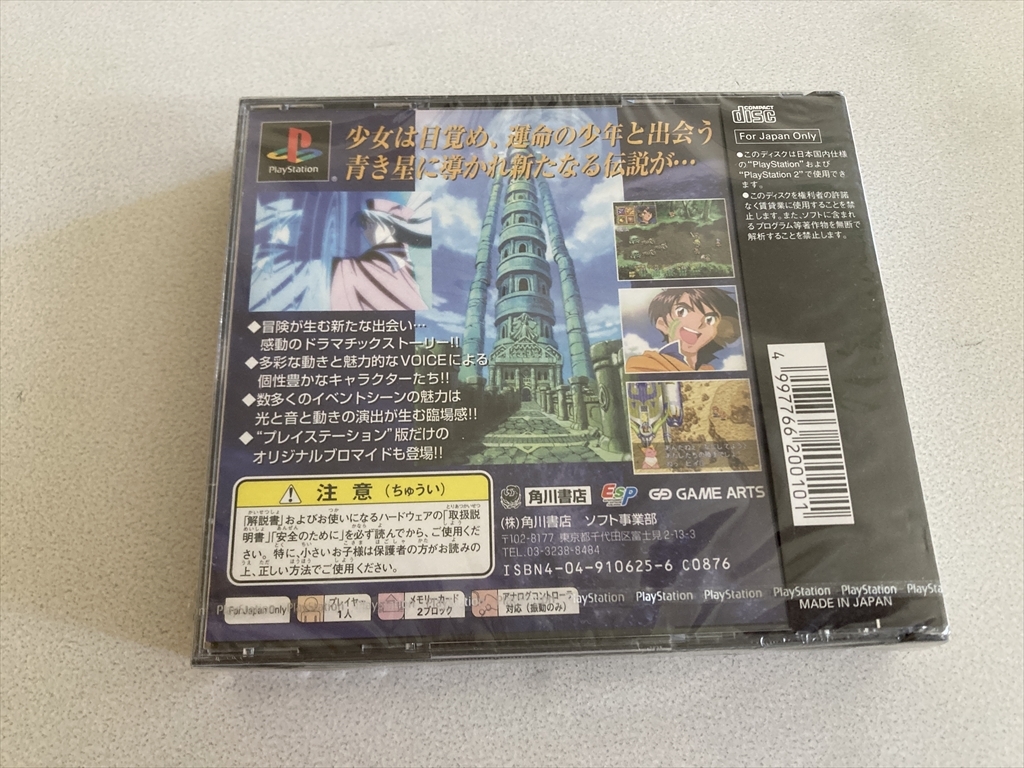 PlayStation
少女は目覚め、運命の少年と出会う
青き星に導かれ新たなる伝説が…
◆冒険が生む新たな出会い…
感動のドラマチックストーリー!!
◆多彩な動きと魅力的なVOICEによる
個性豊かなキャラクターたち!!
◆数多くのイベントシーンの魅力は
光と音と動きの演出が生む臨場感!!
◆“プレイステーション”版だけの
オリジナルブロマイドも登場!!
注意(ちゅうい)
「解説書」およびお使いになるハードウェアの「取扱説
明書」「安全のために」を必ず読んでから、ご使用くだ
さい。特に、小さいお子様は保護者の方がお読みの
上、正しい方法でご使用ください。
角川書店 ESP GAME ARTS
(株)角川書店 ソフト事業部
〒102-8177 東京都千代田区富士見2-13-3
TEL.03-3238-8484
ISBN4-04-910625-6 C0876
For Japan Only
プレイヤー
1人
メモリーカード
2ブロック
アナログコントローラ
対応(振動のみ)
PlayStation PlayStation PlayStation PlayStation PlayStation
COMPACT
disc
For Japan Only
●このディスクは日本国内仕様
の“PlayStation”および
“PlayStation 2”で使用でき
ます。
●このディスクを権利者の許諾
なく賃貸業に使用することを禁
止します。また、ソフトに含まれ
るプログラム等著作物を無断で
解析することを禁止します。
4 997766 200101
MADE IN JAPAN